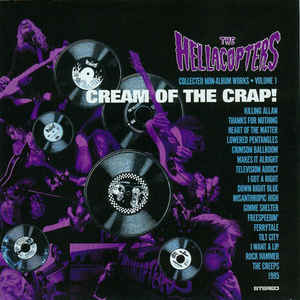 THE
HELLACOPTERS
COLLECTED NON-ALBUM WORKS • VOLUME 1
CREAM OF THE CRAP!
KILLING ALLAN
THANKS FOR NOTHING
HEART OF THE MATTER
LOWERED PENTANGLES
CRIMSON BALLROOM
MAKES IT ALRIGHT
TELEVISION ADDICT
I GOT A RIGHT
DOWN RIGHT BLUE
MISANTHROPIC HIGH
GIMME SHELTER
FREESPEEDIN'
FERRYTALE
TILT CITY
I WANT A LIP
ROCK HAMMER
THE CREEPS
1995
STEREO